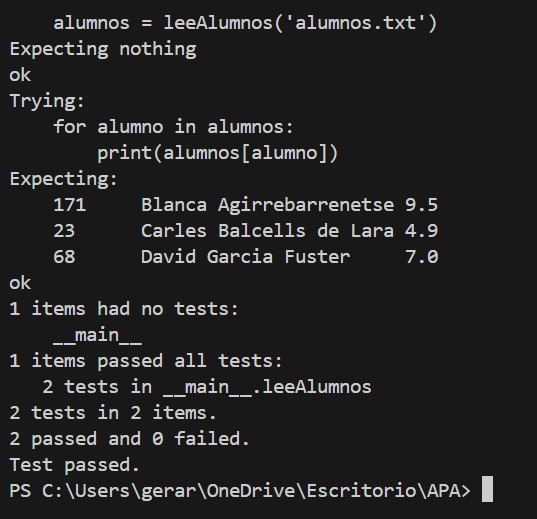 alumnos = leeAlumnos('alumnos.txt')
Expecting nothing
ok
Trying:
    for alumno in alumnos:
        print(alumnos[alumno])
Expecting:
    171     Blanca Agirrebarrenetse 9.5
    23      Carles Balcells de Lara 4.9
    68      David Garcia Fuster     7.0
ok
1 items had no tests:
    __main__
1 items passed all tests:
   2 tests in __main__.leeAlumnos
2 tests in 2 items.
2 passed and 0 failed.
Test passed.
PS C:\Users\gerar\OneDrive\Escritorio\APA>